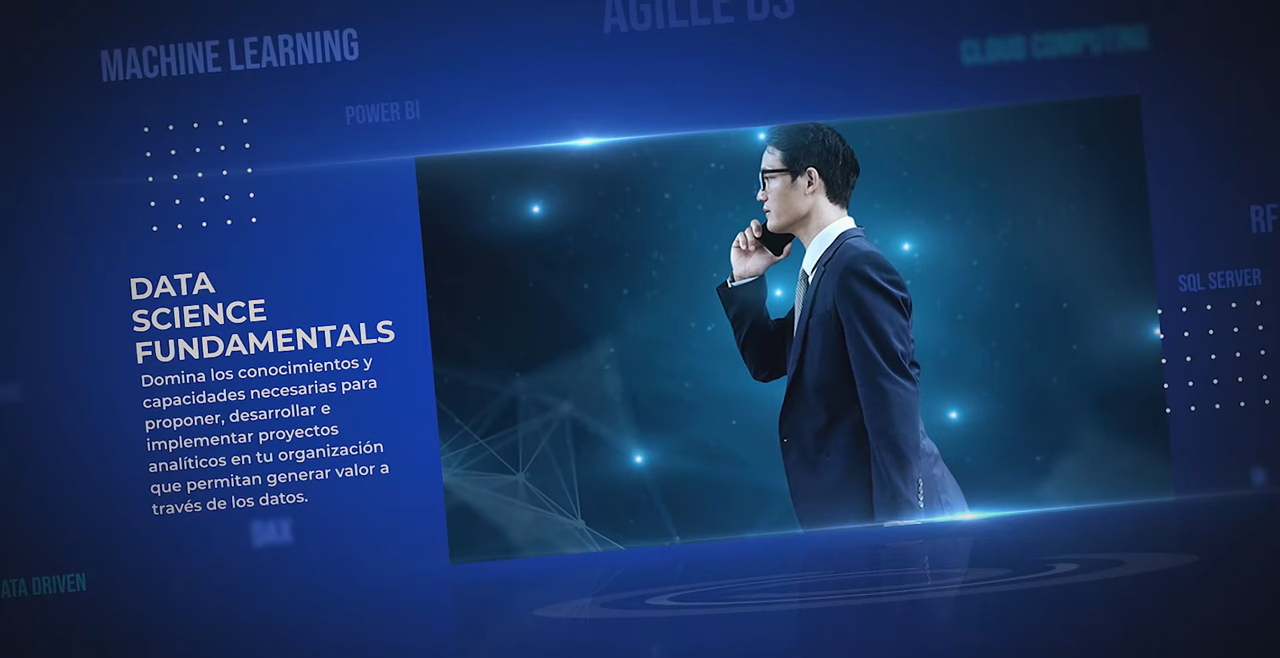 AGILLE DS
MACHINE LEARNING
CLOUD COMPUTING
POWER BI
SQL SERVER
DATA
SCIENCE
FUNDAMENTALS
Domina los conocimientos y
capacidades necesarias para
proponer, desarrollar e
implementar proyectos
analíticos en tu organización
que permitan generar valor a
través de los datos.
DAX
ATA DRIVEN